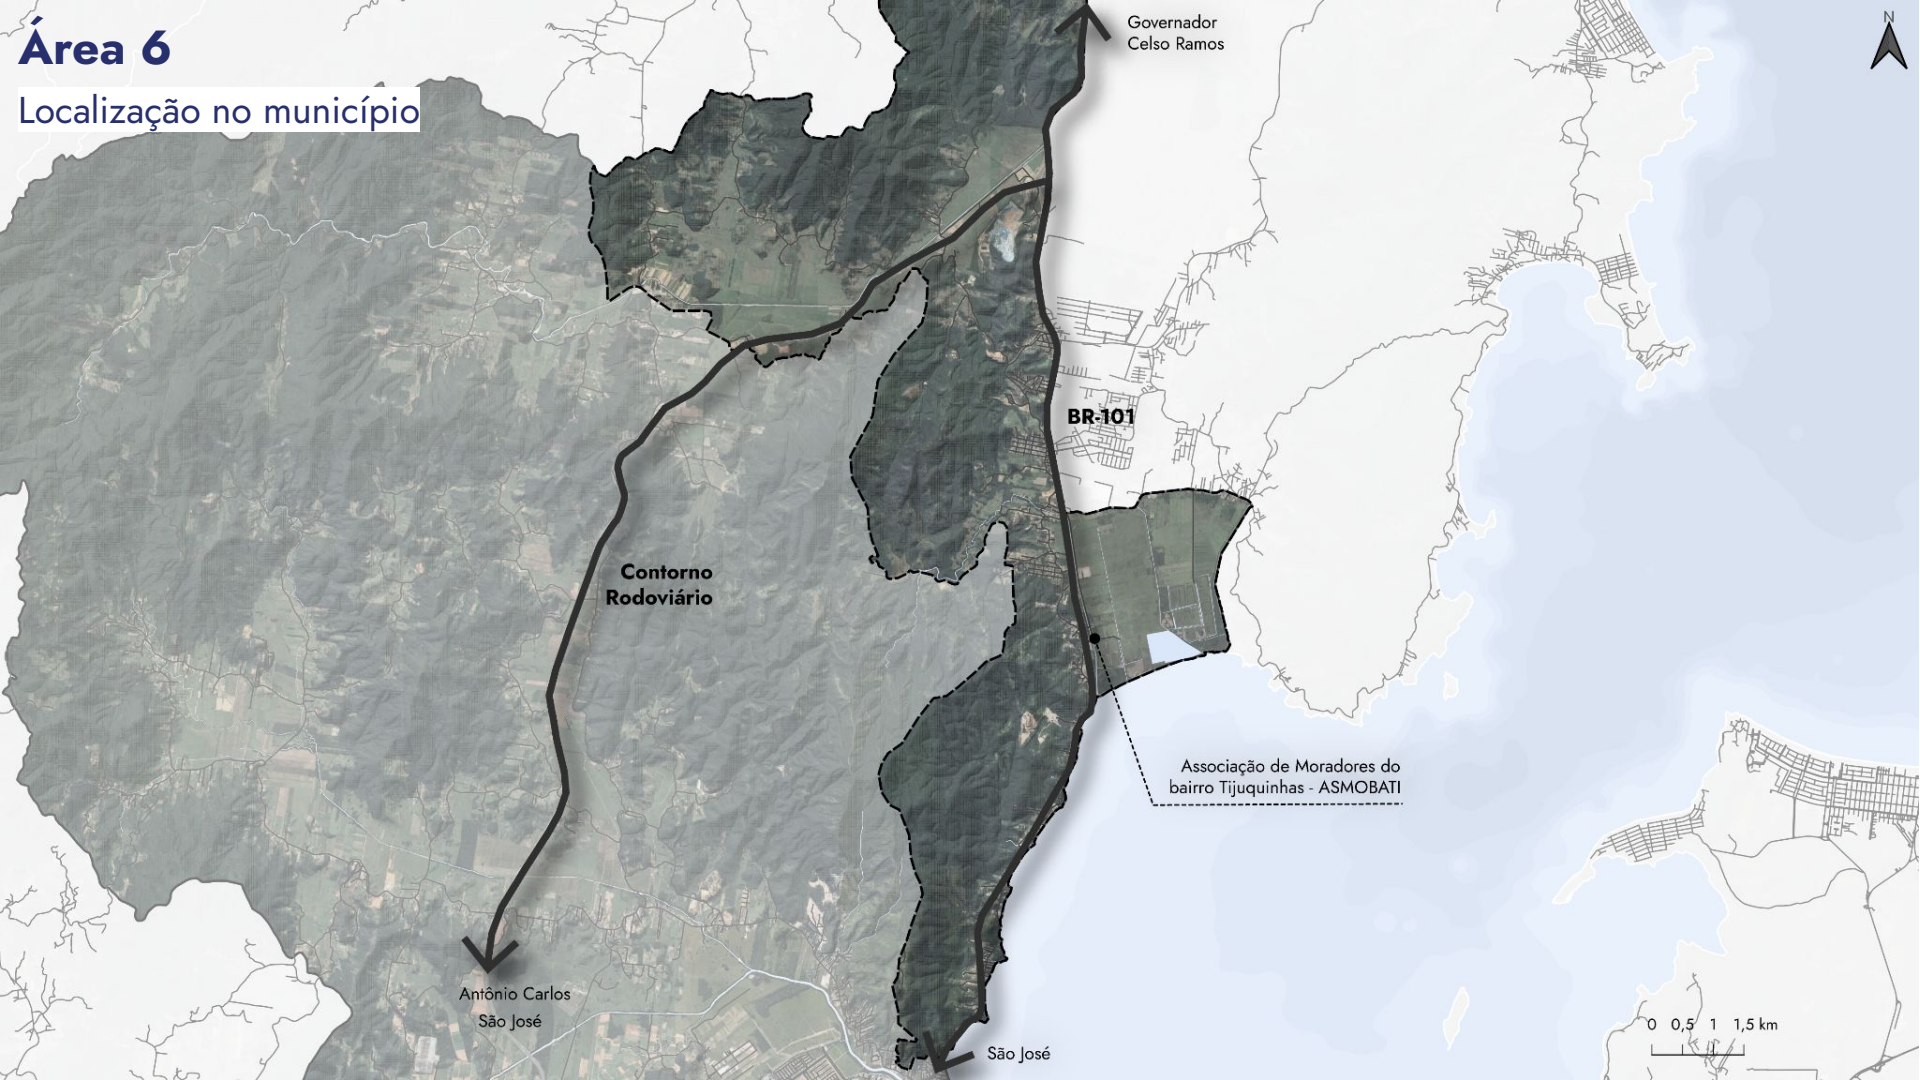 Área 6
Localização no município
Governador
Celso Ramos
N
BR-101
Contorno
Rodoviário
Associação de Moradores do
bairro Tijuquinhas - ASMOBATI
Antônio Carlos
São José
São José
0 0,5 1 1,5 km